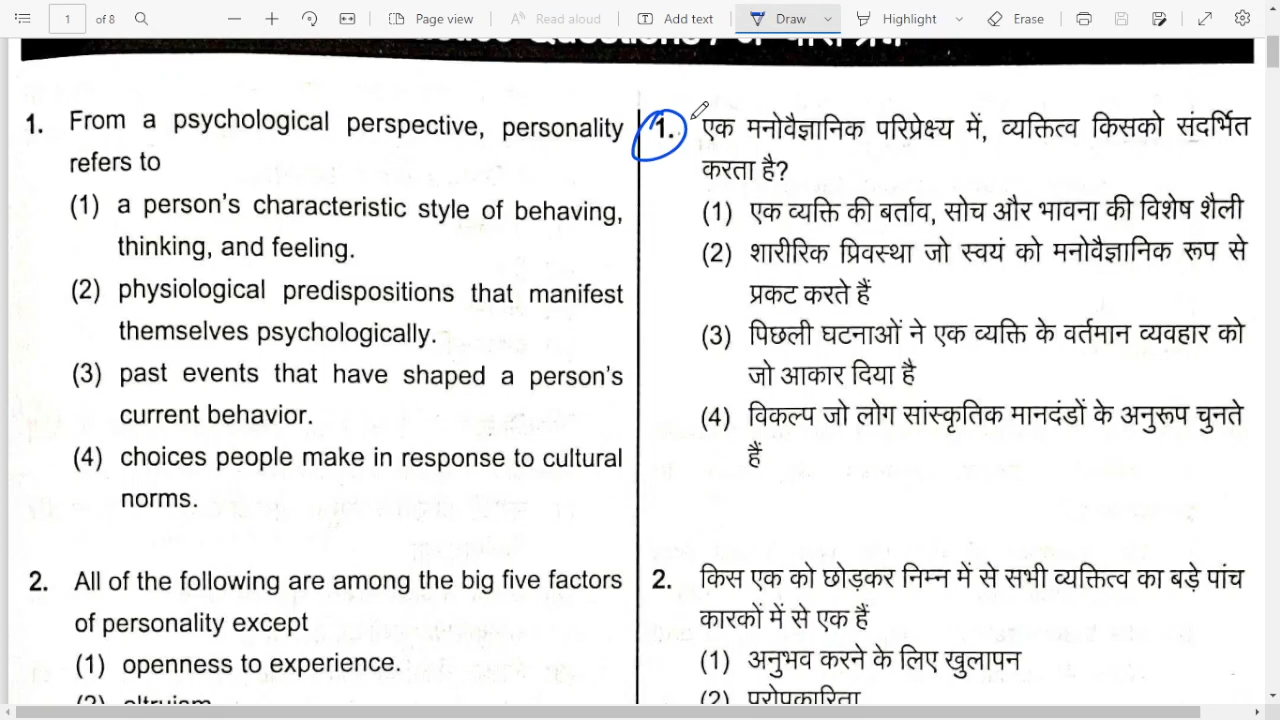 1
of 8
Page view
Read aloud
Add text
Draw
Highlight
Erase
1. From a psychological perspective, personality
refers to
(1) a person's characteristic style of behaving,
thinking, and feeling.
(2) physiological predispositions that manifest
themselves psychologically.
(3) past events that have shaped a person's
current behavior.
(4) choices people make in response to cultural
norms.
2. All of the following are among the big five factors
of personality except
(1) openness to experience.
(2) altruism
1. एक मनोवैज्ञानिक परिप्रेक्ष्य में, व्यक्तित्व किसको संदर्भित
करता है?
(1) एक व्यक्ति की बर्ताव, सोच और भावना की विशेष शैली
(2) शारीरिक प्रिवस्था जो स्वयं को मनोवैज्ञानिक रूप से
प्रकट करते हैं
(3) पिछली घटनाओं ने एक व्यक्ति के वर्तमान व्यवहार को
जो आकार दिया है
(4) विकल्प जो लोग सांस्कृतिक मानदंडों के अनुरूप चुनते
हैं
2. किस एक को छोड़कर निम्न में से सभी व्यक्तित्व का बड़े पांच
कारकों में से एक हैं
(1) अनुभव करने के लिए खुलापन
(2) परोपकारिता